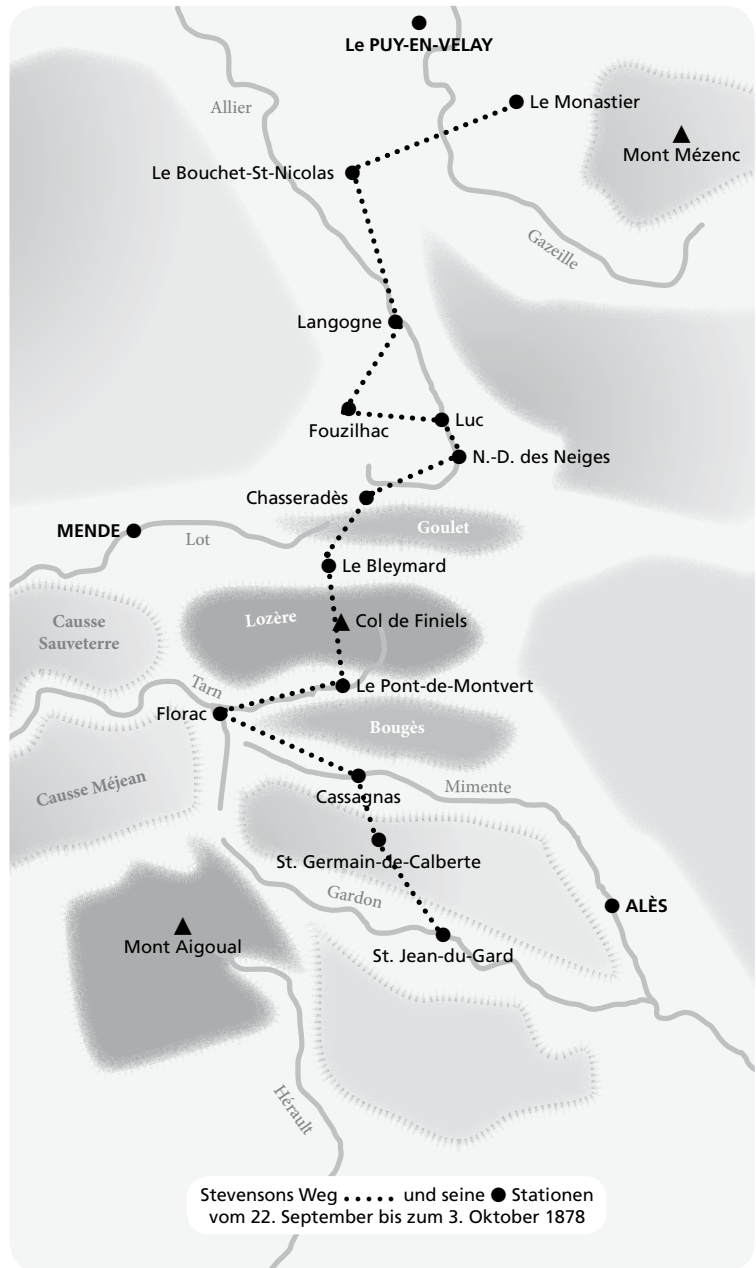 Le PUY-EN-VELAY
Le Monastier
Allier
Mont Mézenc
Le Bouchet-St-Nicolas
Gazeille
Langogne
Fouzilhac
Luc
N.-D. des Neiges
Chasseradès
Goulet
MENDE
Lot
Le Bleymard
Causse
Sauveterre
Lozère
Col de Finiels
Tarn
Le Pont-de-Montvert
Florac
Bougès
Causse Méjean
Mimente
Cassagnas
St. Germain-de-Calberte
Gardon
ALÈS
Mont Aigoual
St. Jean-du-Gard
Hérault
Stevensons Weg ..... und seine ● Stationen
vom 22. September bis zum 3. Oktober 1878